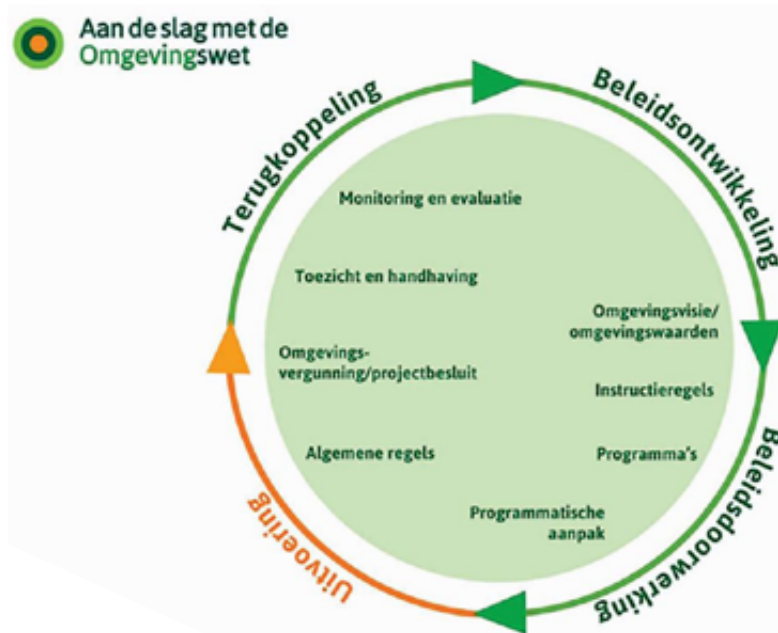 Aan de slag met de
Omgevingswet
Terugkoppeling
Beleidsontwikkeling
Monitoring en evaluatie
Toezicht en handhaving
Omgevingsvisie/
omgevingswaarden
Omgevings-
vergunning/projectbesluit
Instructieregels
Algemene regels
Programma's
Programmatische
aanpak
Uitvoering
Beleidsdoorwerking